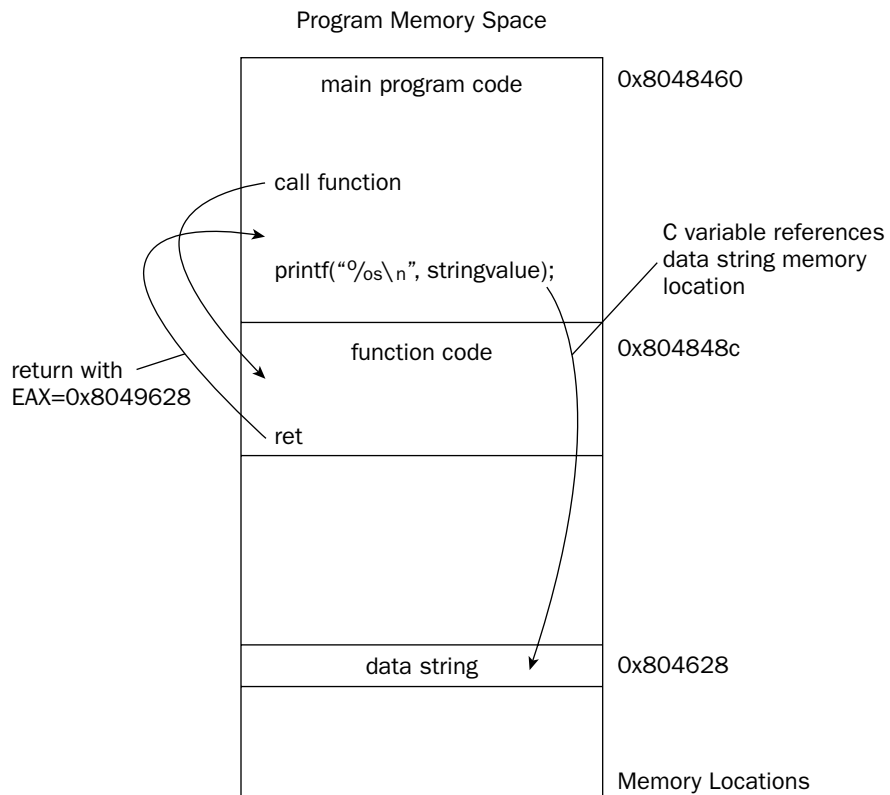 Program Memory Space
main program code
0x8048460
call function
C variable references
data string memory
location
printf(“%s\n”, stringvalue);
function code
0x804848c
return with
EAX=0x8049628
ret
data string
0x804628
Memory Locations